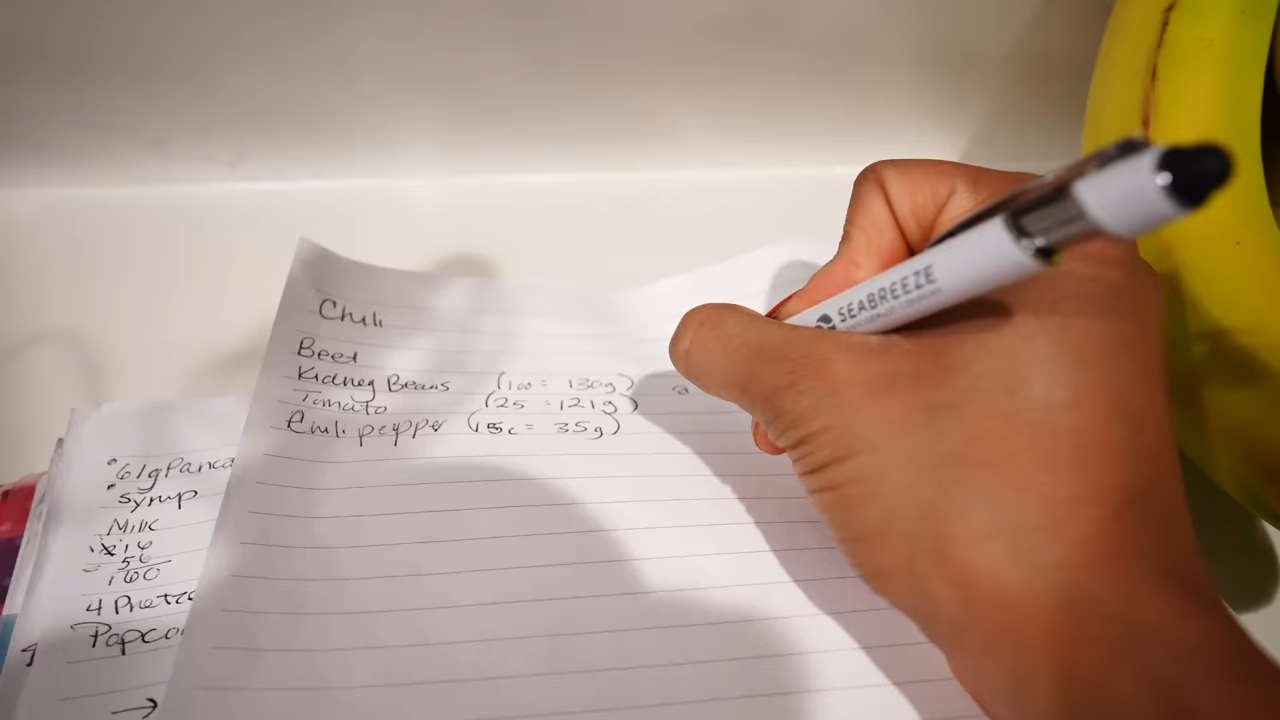 Chili
Beef
Kidney Beans (100 = 130g)
Tomato (25 = 121g)
Chili pepper (15c = 35g)
61g Panca
Syrup
Milk
16
= 56
160
4 Pretze
Popco
→
SEABREEZE